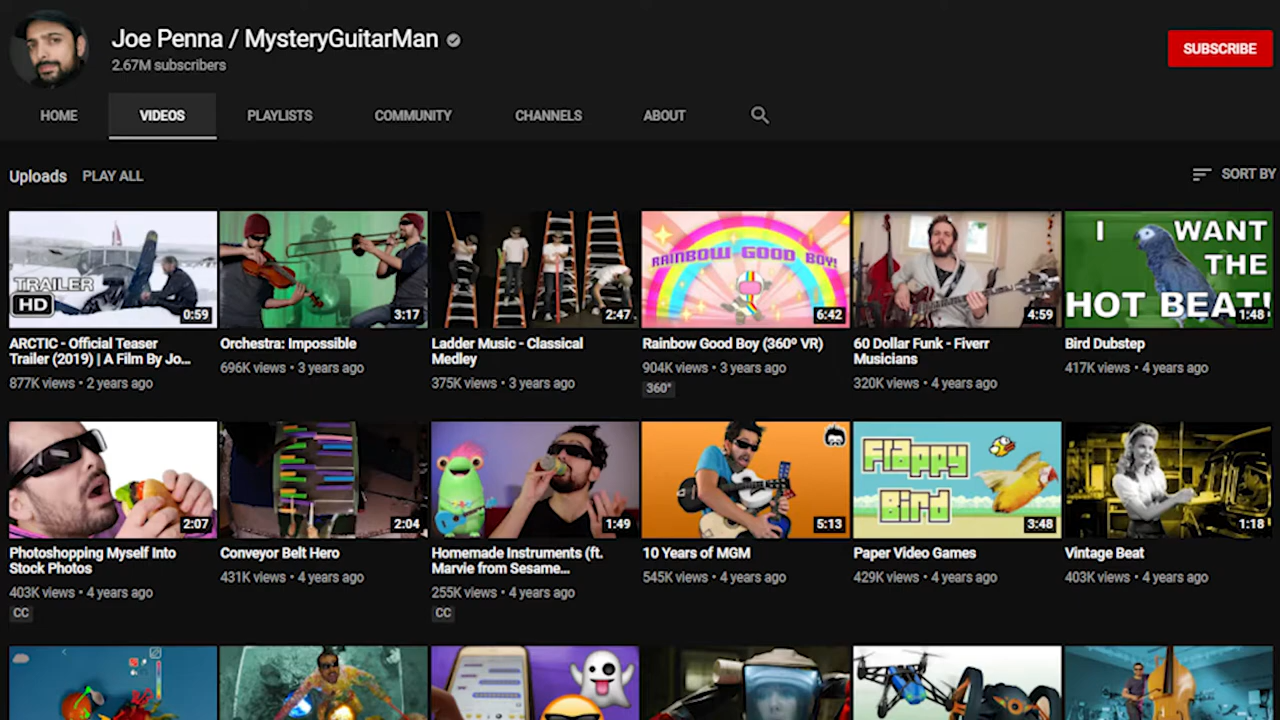 Joe Penna / MysteryGuitarMan
2.67M subscribers
SUBSCRIBE
HOME
VIDEOS
PLAYLISTS
COMMUNITY
CHANNELS
ABOUT
Uploads
PLAY ALL
SORT BY
TRAILER
HD
0:59
3:17
2:47
RAINBOW GOOD BOY!
6:42
4:59
I WANT
THE
HOT BEAT!
1:48
ARCTIC - Official Teaser
Trailer (2019) | A Film By Jo...
877K views • 2 years ago
Orchestra: Impossible
696K views • 3 years ago
Ladder Music - Classical
Medley
375K views • 3 years ago
Rainbow Good Boy (360º VR)
904K views • 3 years ago
360°
60 Dollar Funk - Fiverr
Musicians
320K views • 4 years ago
Bird Dubstep
417K views • 4 years ago
2:07
2:04
1:49
5:13
Flappy
Bird
3:48
1:18
Photoshopping Myself Into
Stock Photos
403K views • 4 years ago
CC
Conveyor Belt Hero
431K views • 4 years ago
Homemade Instruments (ft.
Marvie from Sesame...
255K views • 4 years ago
CC
10 Years of MGM
545K views • 4 years ago
Paper Video Games
429K views • 4 years ago
Vintage Beat
403K views • 4 years ago